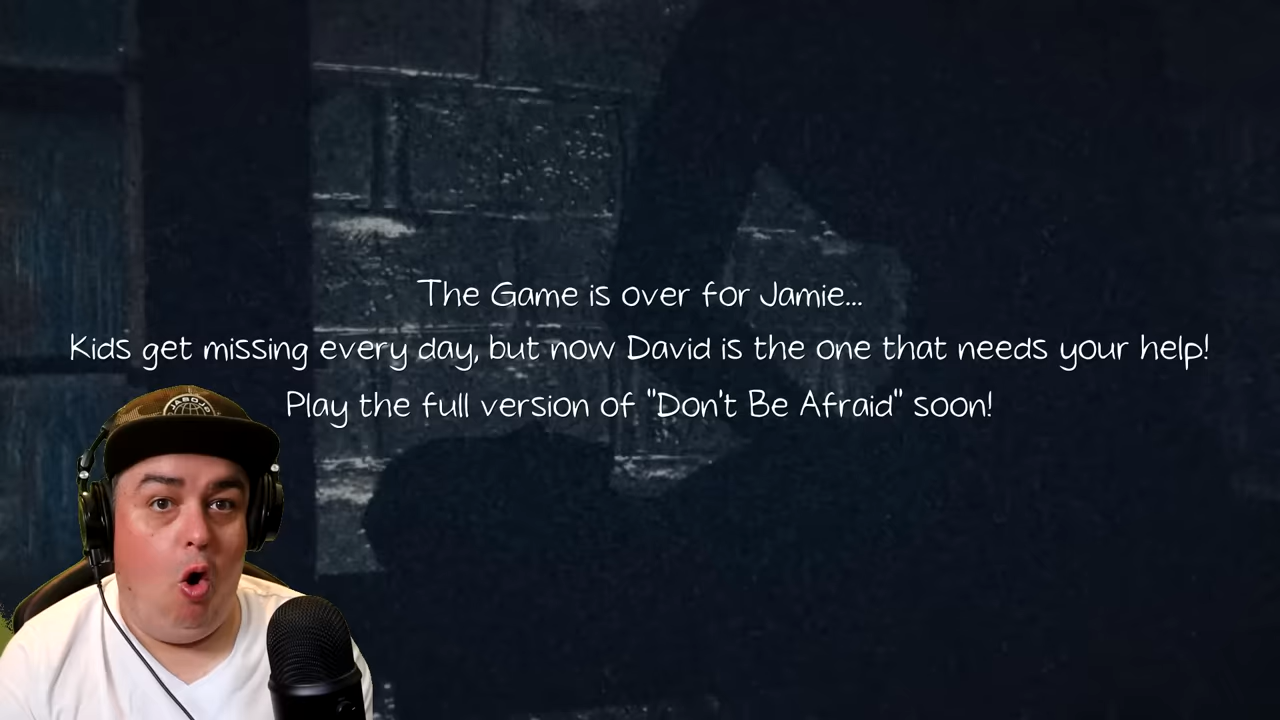 The Game is over for Jamie...
Kids get missing every day, but now David is the one that needs your help!
Play the full version of "Don't Be Afraid" soon!